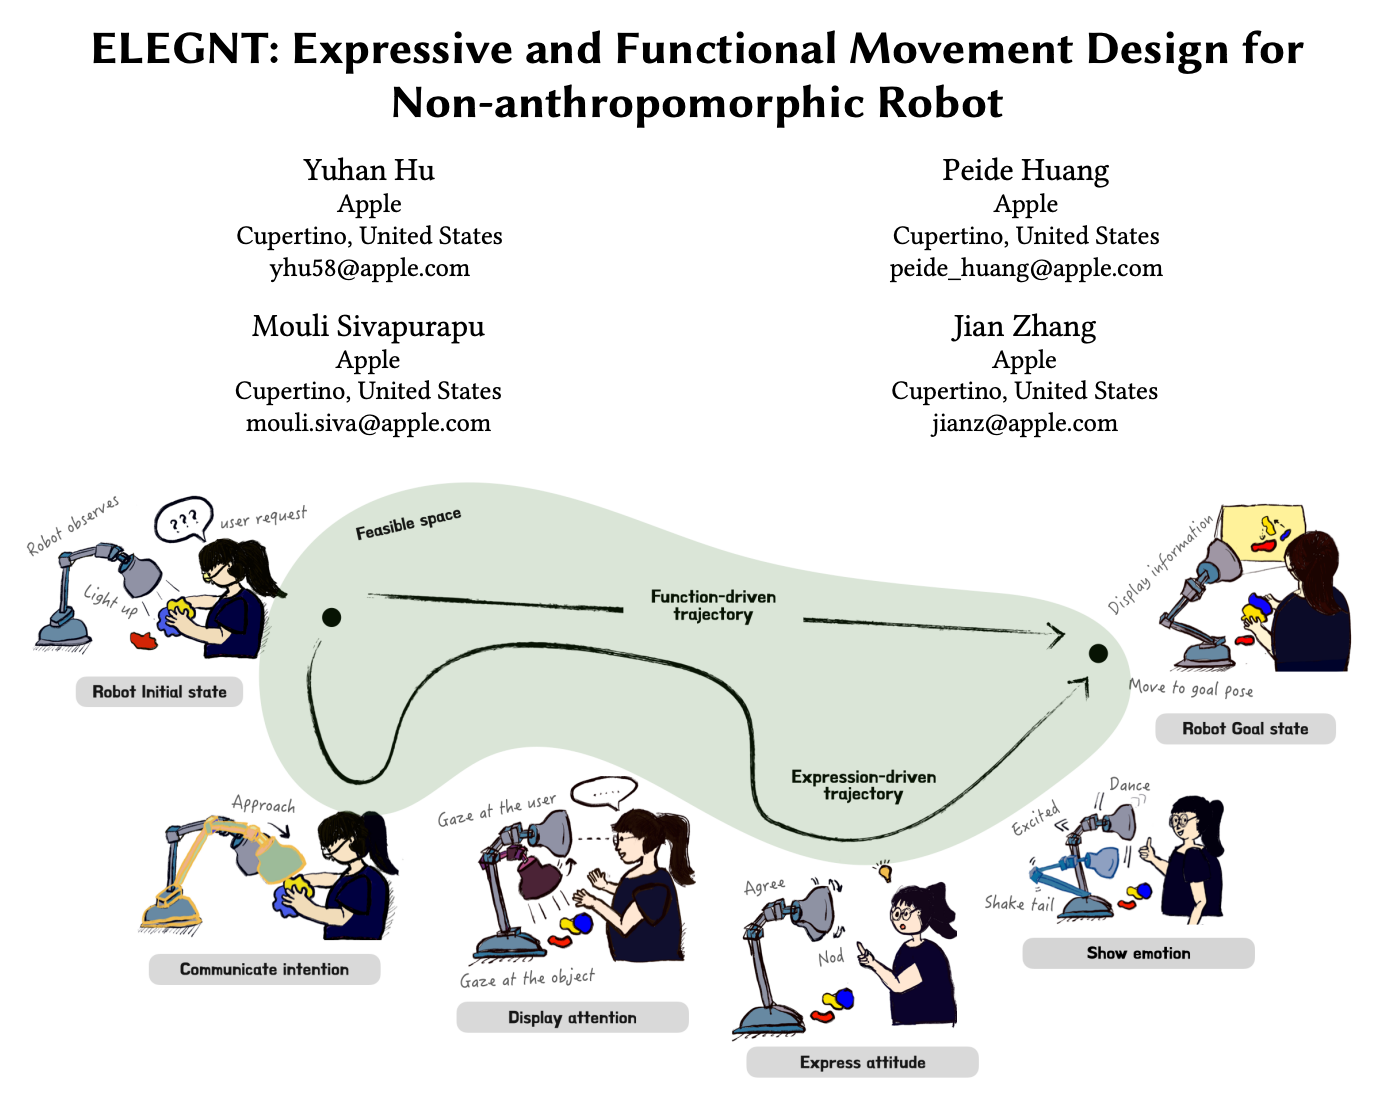 ELEGNT: Expressive and Functional Movement Design for
Non-anthropomorphic Robot
Yuhan Hu
Apple
Cupertino, United States
yhu58@apple.com
Peide Huang
Apple
Cupertino, United States
peide_huang@apple.com
Mouli Sivapurapu
Apple
Cupertino, United States
mouli.siva@apple.com
Jian Zhang
Apple
Cupertino, United States
jianz@apple.com
Robot observes
???
user request
Light up
Robot Initial state
Feasible space
Function-driven
trajectory
Expression-driven
trajectory
Display information
Move to goal pose
Robot Goal state
Approach
Communicate intention
Gaze at the user
.....
Gaze at the object
Display attention
Agree
Nod
Express attitude
Excited
Dance
Shake tail
Show emotion